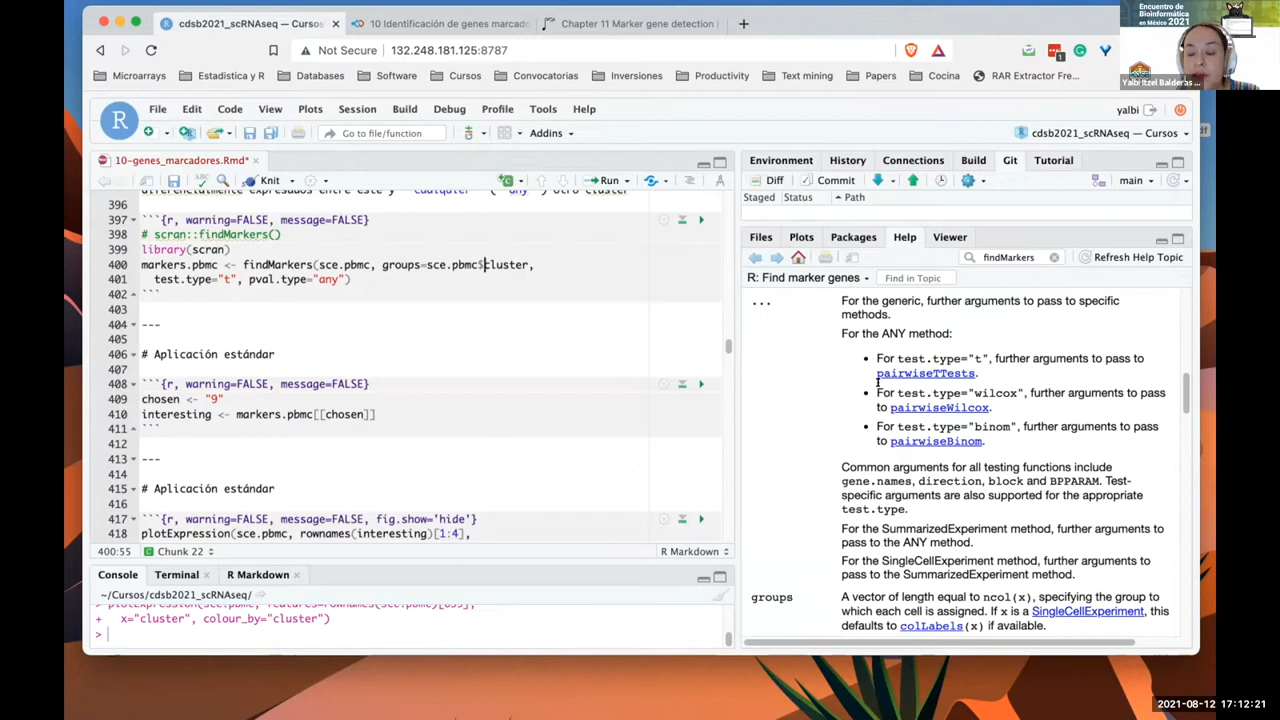 cdsb2021_scRNAseq — Cursos
10 Identificación de genes marcado
Chapter 11 Marker gene detection
Encuentro de
Bioinformática
en México 2021
Yalbi Itzel Balderas ...
Not Secure 132.248.181.125:8787
Microarrays Estadistica y R Databases Software Cursos Convocatorias Inversiones Productivity Text mining Papers Cocina RAR Extractor Fre...
File Edit Code View Plots Session Build Debug Profile Tools Help
yalbi
Go to file/function Addins
cdsb2021_scRNAseq — Cursos
10-genes_marcadores.Rmd*
Knit Run
396
397 ```{r, warning=FALSE, message=FALSE}
398 # scran::findMarkers()
399 library(scran)
400 markers.pbmc <- findMarkers(sce.pbmc, groups=sce.pbmc$cluster,
401 test.type="t", pval.type="any")
402 ```
403
404 ---
405
406 # Aplicación estándar
407
408 ```{r, warning=FALSE, message=FALSE}
409 chosen <- "9"
410 interesting <- markers.pbmc[[chosen]]
411 ```
412
413 ---
414
415 # Aplicación estándar
416
417 ```{r, warning=FALSE, message=FALSE, fig.show='hide'}
418 plotExpression(sce.pbmc, rownames(interesting)[1:4],
400:55 Chunk 22 R Markdown
Console Terminal R Markdown
~/Cursos/cdsb2021_scRNAseq/
+ x="cluster", colour_by="cluster")
>
Environment History Connections Build Git Tutorial
Diff Commit main
Staged Status Path
Files Plots Packages Help Viewer
findMarkers Refresh Help Topic
R: Find marker genes Find in Topic
... For the generic, further arguments to pass to specific
methods.
For the ANY method:
• For test.type="t", further arguments to pass to
pairwiseTTests.
• For test.type="wilcox", further arguments to pass
to pairwiseWilcox.
• For test.type="binom", further arguments to pass
to pairwiseBinom.
Common arguments for all testing functions include
gene.names, direction, block and BPPARAM. Test-
specific arguments are also supported for the appropriate
test.type.
For the SummarizedExperiment method, further arguments to
pass to the ANY method.
For the SingleCellExperiment method, further arguments to
pass to the SummarizedExperiment method.
groups A vector of length equal to ncol(x), specifying the group to
which each cell is assigned. If x is a SingleCellExperiment, this
defaults to colLabels(x) if available.
2021-08-12 17:12:21